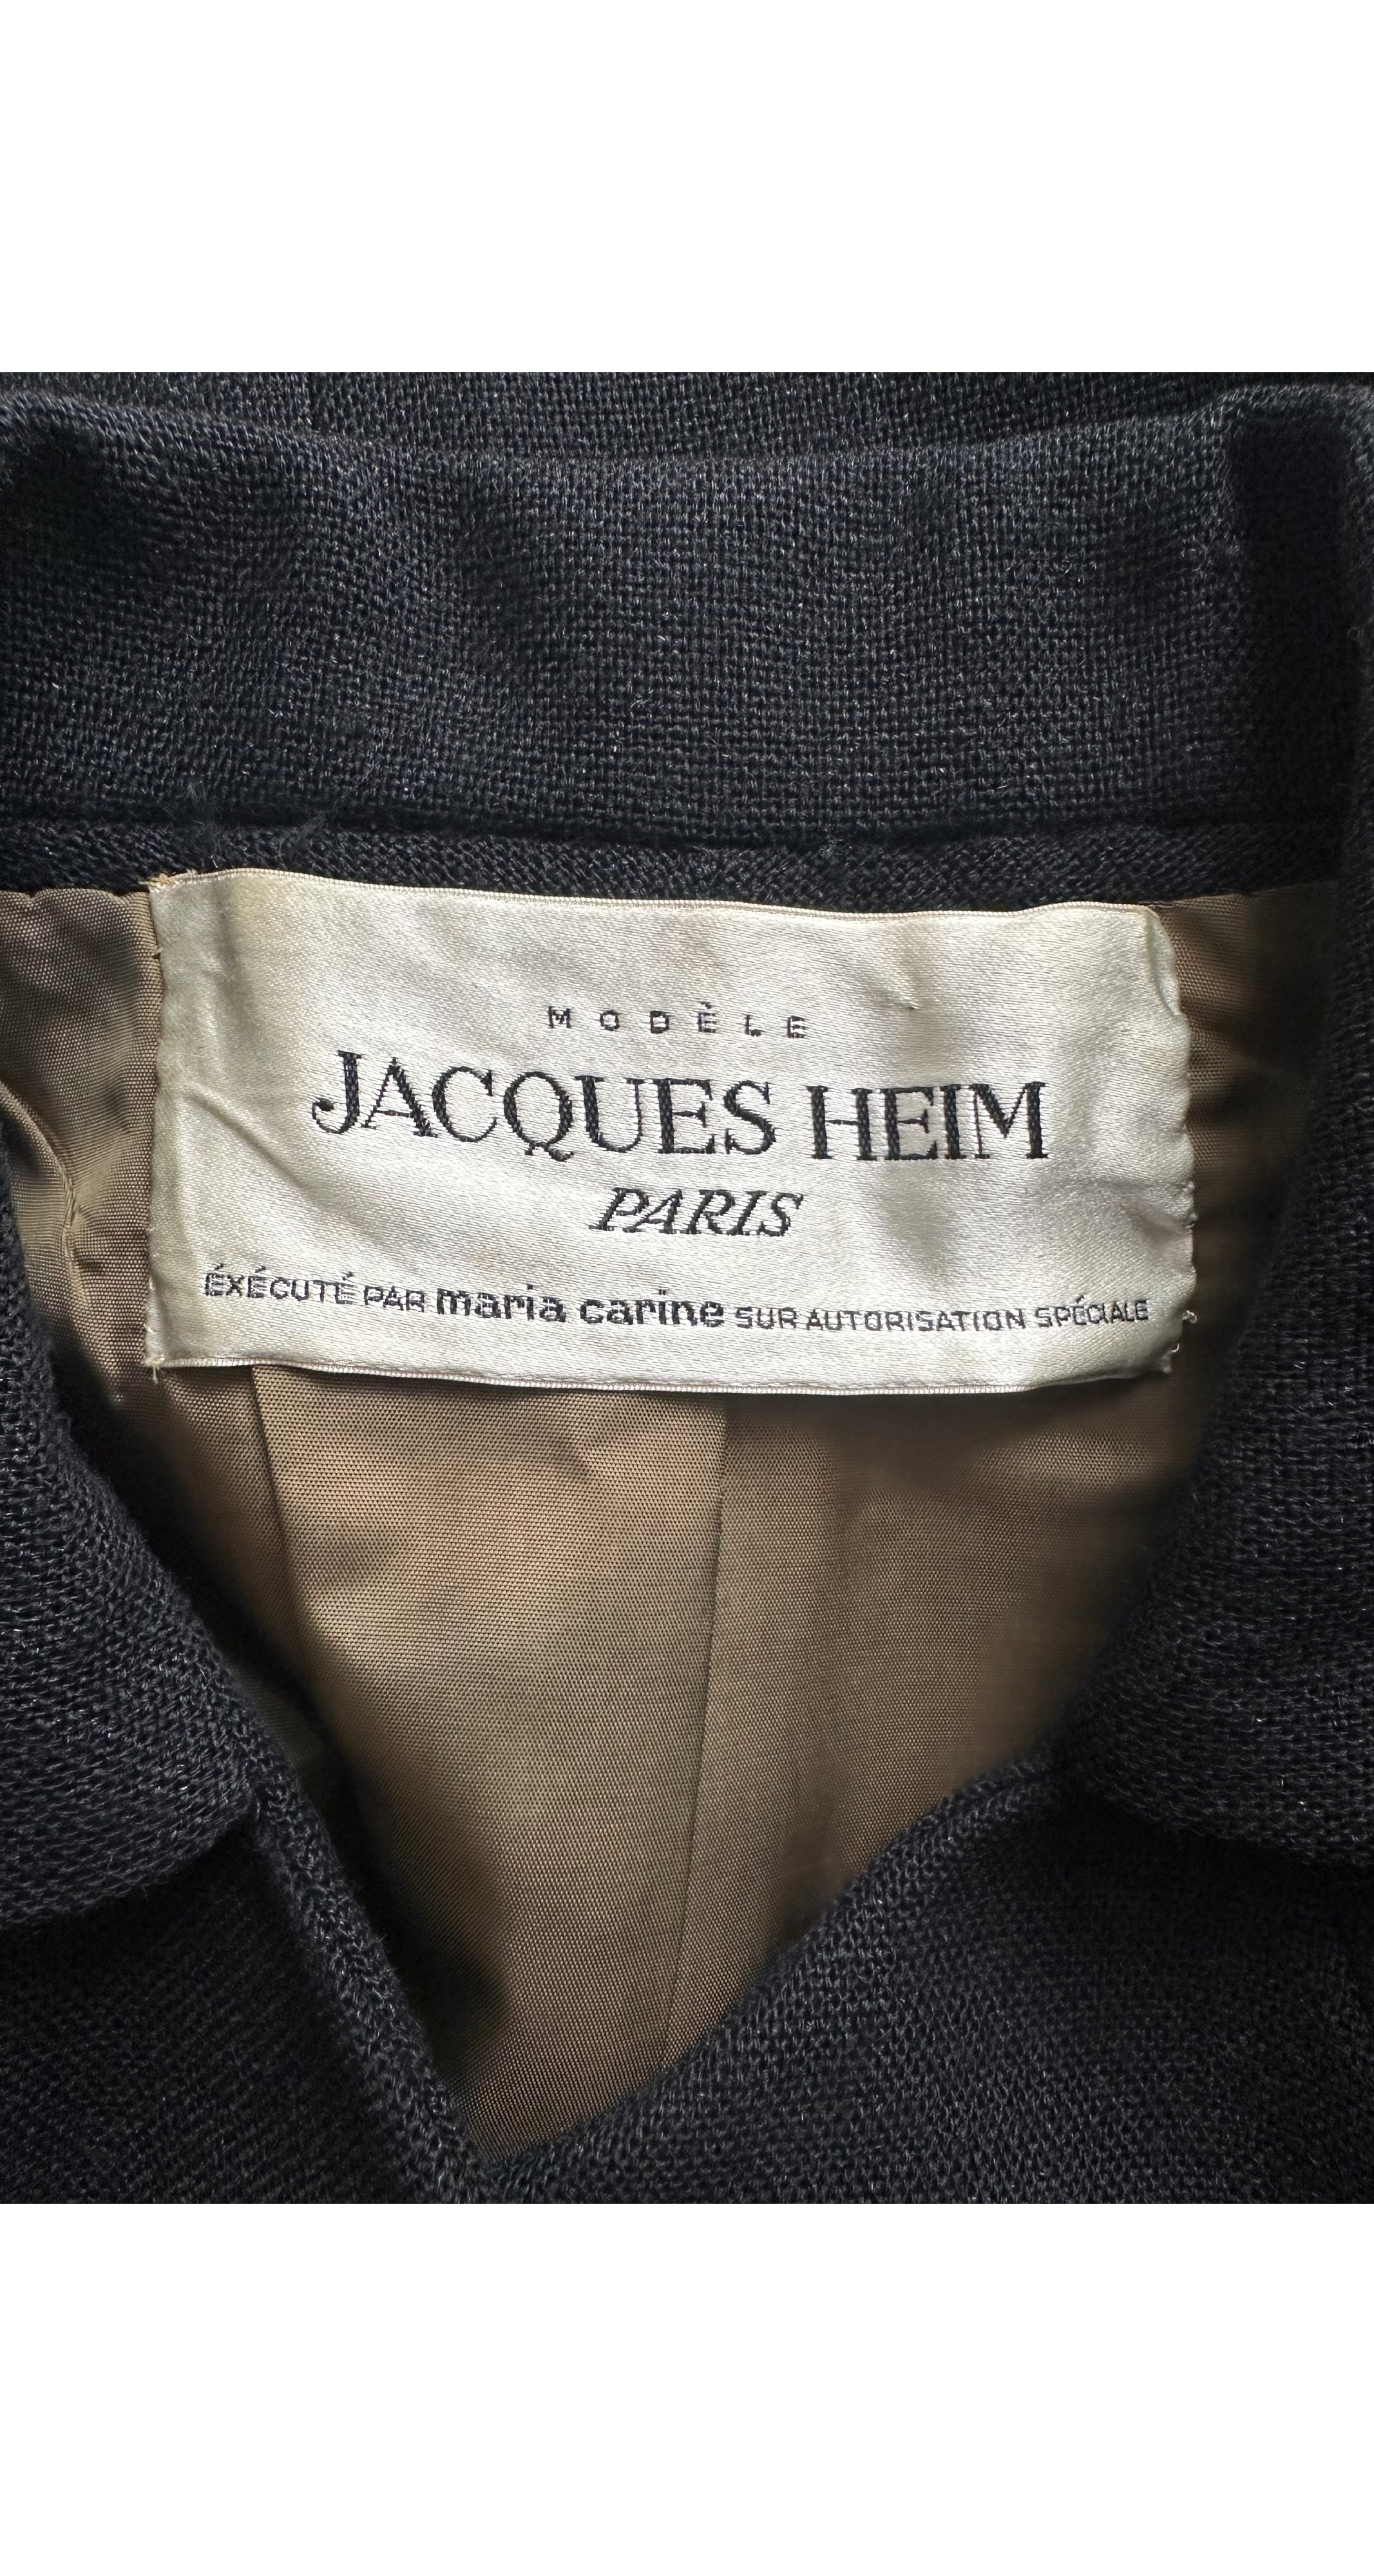 MODÈLE
JACQUES HEIM
PARIS
ÉXÉCUTÉ PAR maria carine SUR AUTORISATION SPÉCIALE